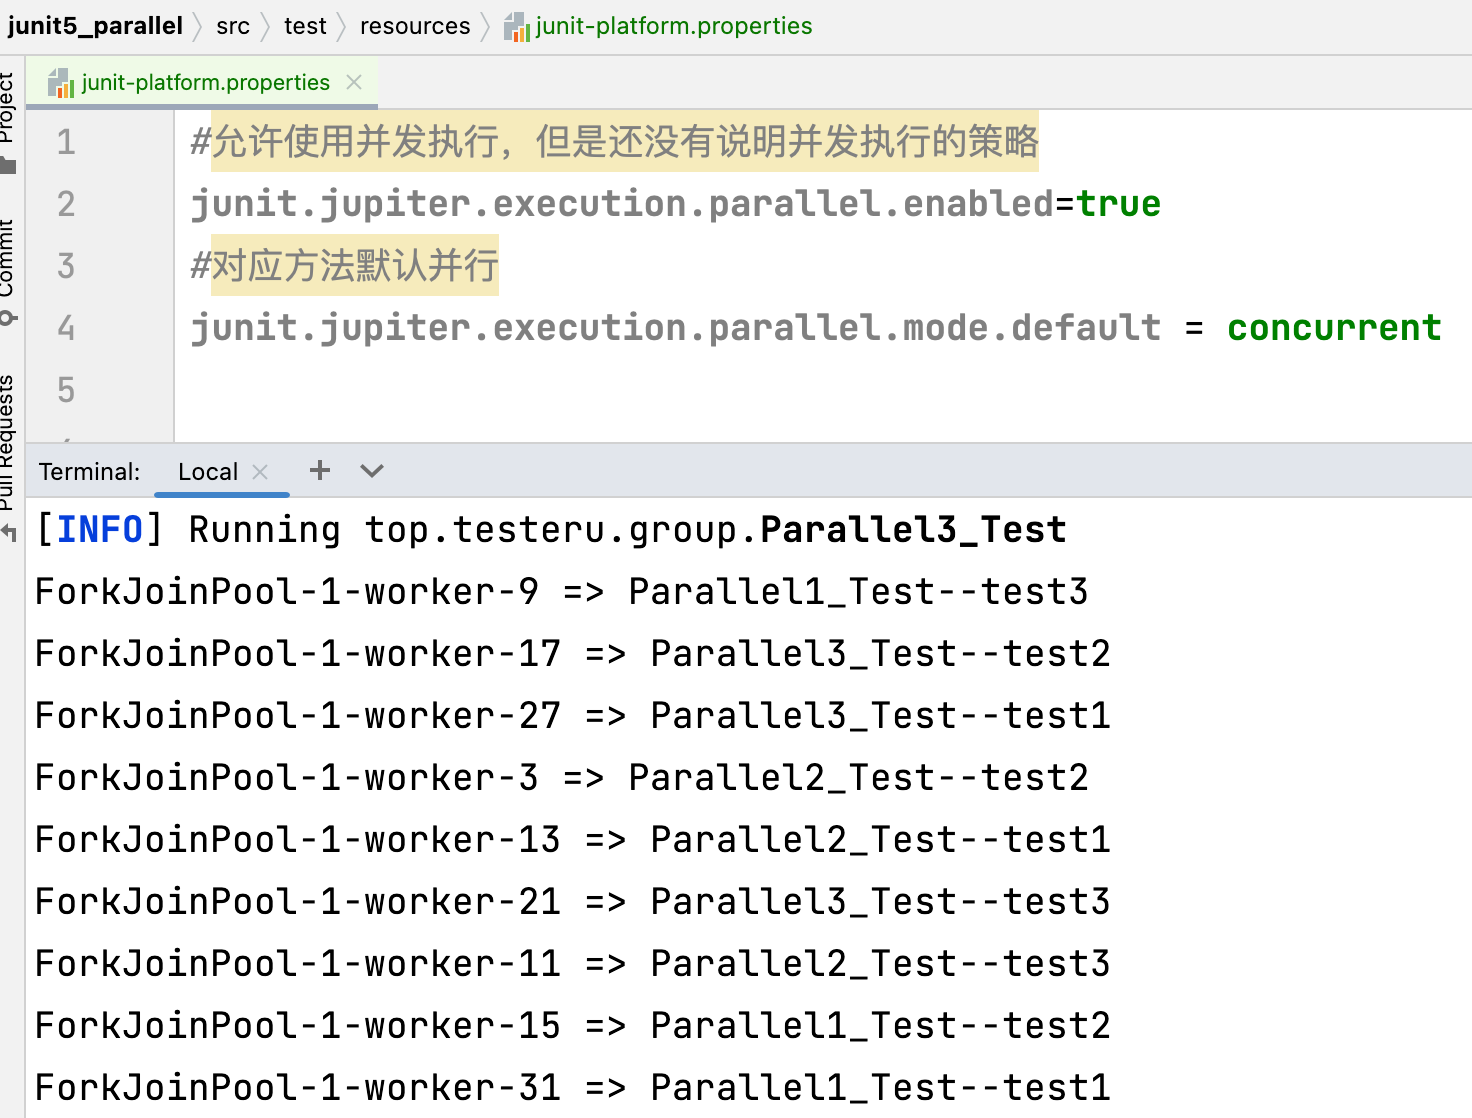 junit5_parallel 〉 src 〉 test 〉 resources 〉 junit-platform.properties
junit-platform.properties
Project
Commit
Pull Requests
1 #允许使用并发执行，但是还没有说明并发执行的策略
2 junit.jupiter.execution.parallel.enabled=true
3 #对应方法默认并行
4 junit.jupiter.execution.parallel.mode.default = concurrent
5
Terminal: Local
[INFO] Running top.testeru.group.Parallel3_Test
ForkJoinPool-1-worker-9 => Parallel1_Test--test3
ForkJoinPool-1-worker-17 => Parallel3_Test--test2
ForkJoinPool-1-worker-27 => Parallel3_Test--test1
ForkJoinPool-1-worker-3 => Parallel2_Test--test2
ForkJoinPool-1-worker-13 => Parallel2_Test--test1
ForkJoinPool-1-worker-21 => Parallel3_Test--test3
ForkJoinPool-1-worker-11 => Parallel2_Test--test3
ForkJoinPool-1-worker-15 => Parallel1_Test--test2
ForkJoinPool-1-worker-31 => Parallel1_Test--test1